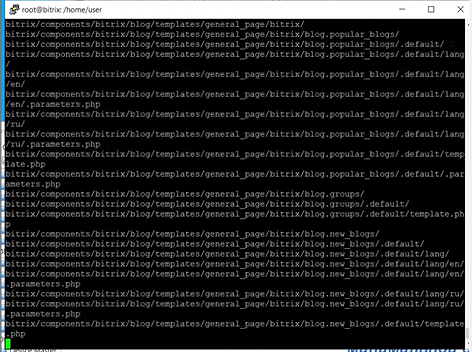 root@bitrix:/home/user
bitrix/components/bitrix/blog/templates/general_page/bitrix/
bitrix/components/bitrix/blog/templates/general_page/bitrix/blog.popular_blogs/
bitrix/components/bitrix/blog/templates/general_page/bitrix/blog.popular_blogs/.default/
bitrix/components/bitrix/blog/templates/general_page/bitrix/blog.popular_blogs/.default/lang
/
bitrix/components/bitrix/blog/templates/general_page/bitrix/blog.popular_blogs/.default/lang
/en/
bitrix/components/bitrix/blog/templates/general_page/bitrix/blog.popular_blogs/.default/lang
/en/.parameters.php
bitrix/components/bitrix/blog/templates/general_page/bitrix/blog.popular_blogs/.default/lang
/ru/
bitrix/components/bitrix/blog/templates/general_page/bitrix/blog.popular_blogs/.default/lang
/ru/.parameters.php
bitrix/components/bitrix/blog/templates/general_page/bitrix/blog.popular_blogs/.default/temp
late.php
bitrix/components/bitrix/blog/templates/general_page/bitrix/blog.popular_blogs/.default/.par
ameters.php
bitrix/components/bitrix/blog/templates/general_page/bitrix/blog.groups/
bitrix/components/bitrix/blog/templates/general_page/bitrix/blog.groups/.default/
bitrix/components/bitrix/blog/templates/general_page/bitrix/blog.groups/.default/template.ph
p
bitrix/components/bitrix/blog/templates/general_page/bitrix/blog.new_blogs/
bitrix/components/bitrix/blog/templates/general_page/bitrix/blog.new_blogs/.default/
bitrix/components/bitrix/blog/templates/general_page/bitrix/blog.new_blogs/.default/lang/
bitrix/components/bitrix/blog/templates/general_page/bitrix/blog.new_blogs/.default/lang/en/
bitrix/components/bitrix/blog/templates/general_page/bitrix/blog.new_blogs/.default/lang/en/
.parameters.php
bitrix/components/bitrix/blog/templates/general_page/bitrix/blog.new_blogs/.default/lang/ru/
bitrix/components/bitrix/blog/templates/general_page/bitrix/blog.new_blogs/.default/lang/ru/
.parameters.php
bitrix/components/bitrix/blog/templates/general_page/bitrix/blog.new_blogs/.default/template
.php